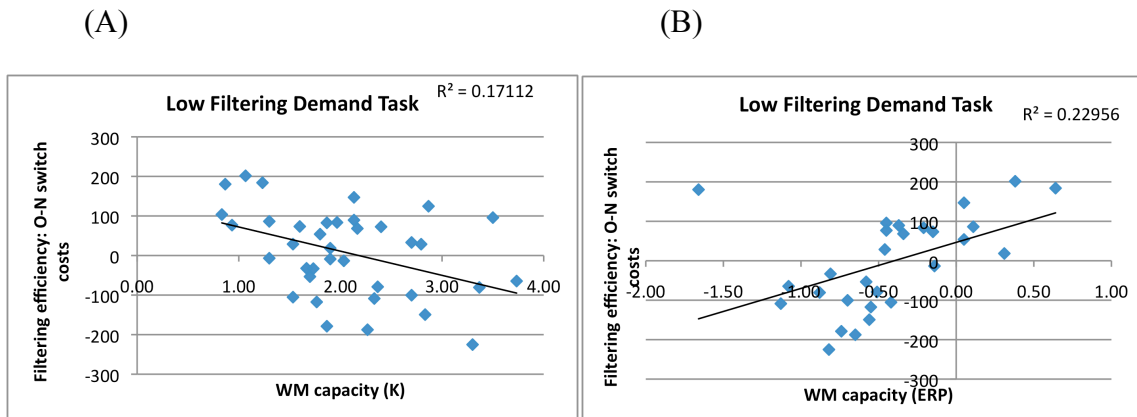 (A)
(B)
Low Filtering Demand Task
R² = 0.17112
Filtering efficiency: O-N switch
costs
300
200
100
0
-100
-200
-300
0.00
1.00
2.00
3.00
4.00
WM capacity (K)
Low Filtering Demand Task
R² = 0.22956
Filtering efficiency: O-N switch
costs
300
200
100
0
-100
-200
-300
-2.00
-1.50
-1.00
-0.50
0.00
0.50
1.00
WM capacity (ERP)